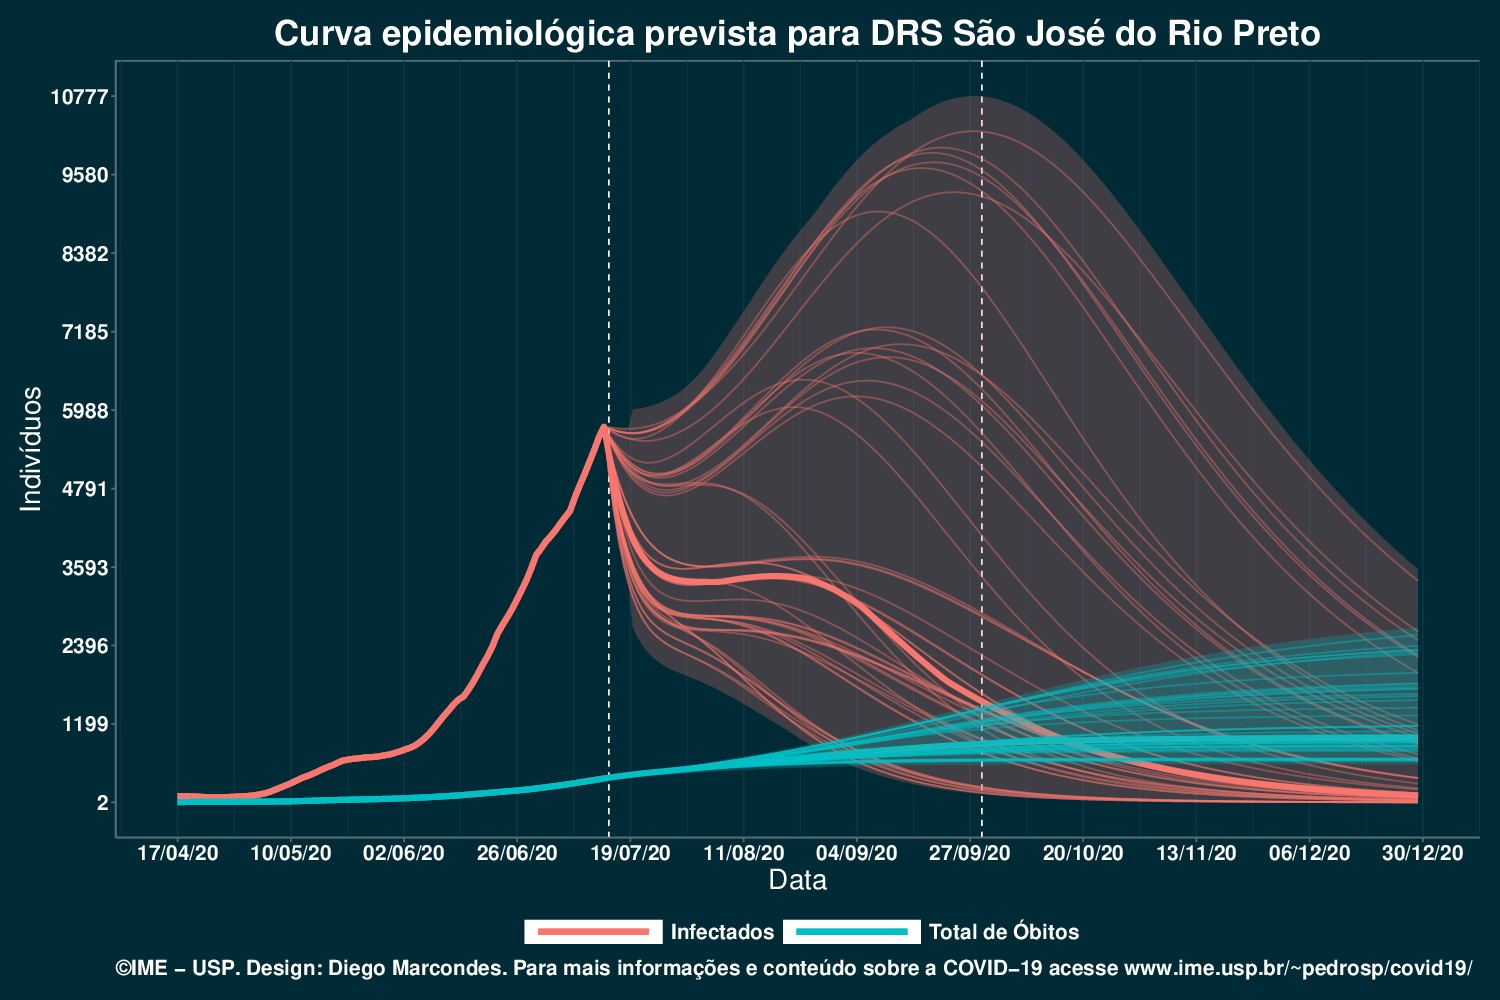 Curva epidemiológica prevista para DRS São José do Rio Preto
10777
9580
8382
7185
5988
4791
3593
2396
1199
2
Indivíduos
17/04/20 10/05/20 02/06/20 26/06/20 19/07/20 11/08/20 04/09/20 27/09/20 20/10/20 13/11/20 06/12/20 30/12/20
Data
Infectados Total de Óbitos
©IME − USP. Design: Diego Marcondes. Para mais informações e conteúdo sobre a COVID−19 acesse www.ime.usp.br/~pedrosp/covid19/